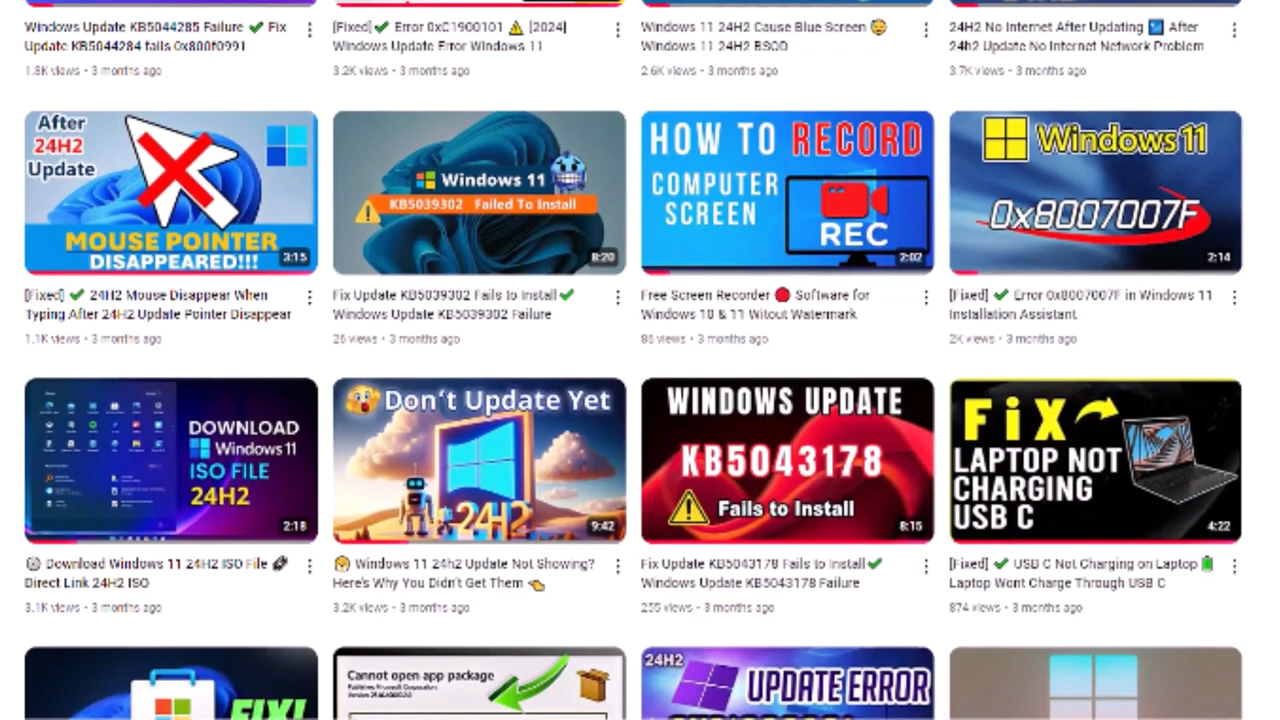 Windows Update KB5044285 Failure ✔ Fix
Update KB5044284 fails 0x800f0991
1.8K views • 3 months ago
[Fixed] ✔ Error 0xC1900101 ⚠ [2024]
Windows Update Error Windows 11
3.2K views • 3 months ago
Windows 11 24H2 Cause Blue Screen
Windows 11 24H2 BSOD
2.6K views • 3 months ago
24H2 No Internet After Updating After
24h2 Update No Internet Network Problem
3.7K views • 3 months ago
After
24H2
Update
MOUSE POINTER
DISAPPEARED!!!
3:15
Windows 11
KB5039302 Failed To Install
8:20
HOW TO RECORD
COMPUTER
SCREEN
REC
2:02
Windows 11
0x8007007F
2:14
[Fixed] ✔ 24H2 Mouse Disappear When
Typing After 24H2 Update Pointer Disappear
1.1K views • 3 months ago
Fix Update KB5039302 Fails to Install ✔
Windows Update KB5039302 Failure
26 views • 3 months ago
Free Screen Recorder 🔴 Software for
Windows 10 & 11 Witout Watermark
86 views • 3 months ago
[Fixed] ✔ Error 0x8007007F in Windows 11
Installation Assistant
2K views • 3 months ago
DOWNLOAD
Windows 11
ISO FILE
24H2
2:18
Don't Update Yet
24H2
9:42
WINDOWS UPDATE
KB5043178
Fails to Install
8:15
FiX
LAPTOP NOT
CHARGING
USB C
4:22
Download Windows 11 24H2 ISO File
Direct Link 24H2 ISO
3.1K views • 3 months ago
Windows 11 24h2 Update Not Showing?
Here's Why You Didn't Get Them
3.2K views • 3 months ago
Fix Update KB5043178 Fails to Install ✔
Windows Update KB5043178 Failure
255 views • 3 months ago
[Fixed] ✔ USB C Not Charging on Laptop
Laptop Wont Charge Through USB C
874 views • 3 months ago
FIX!
Cannot open app package
24H2
UPDATE ERROR